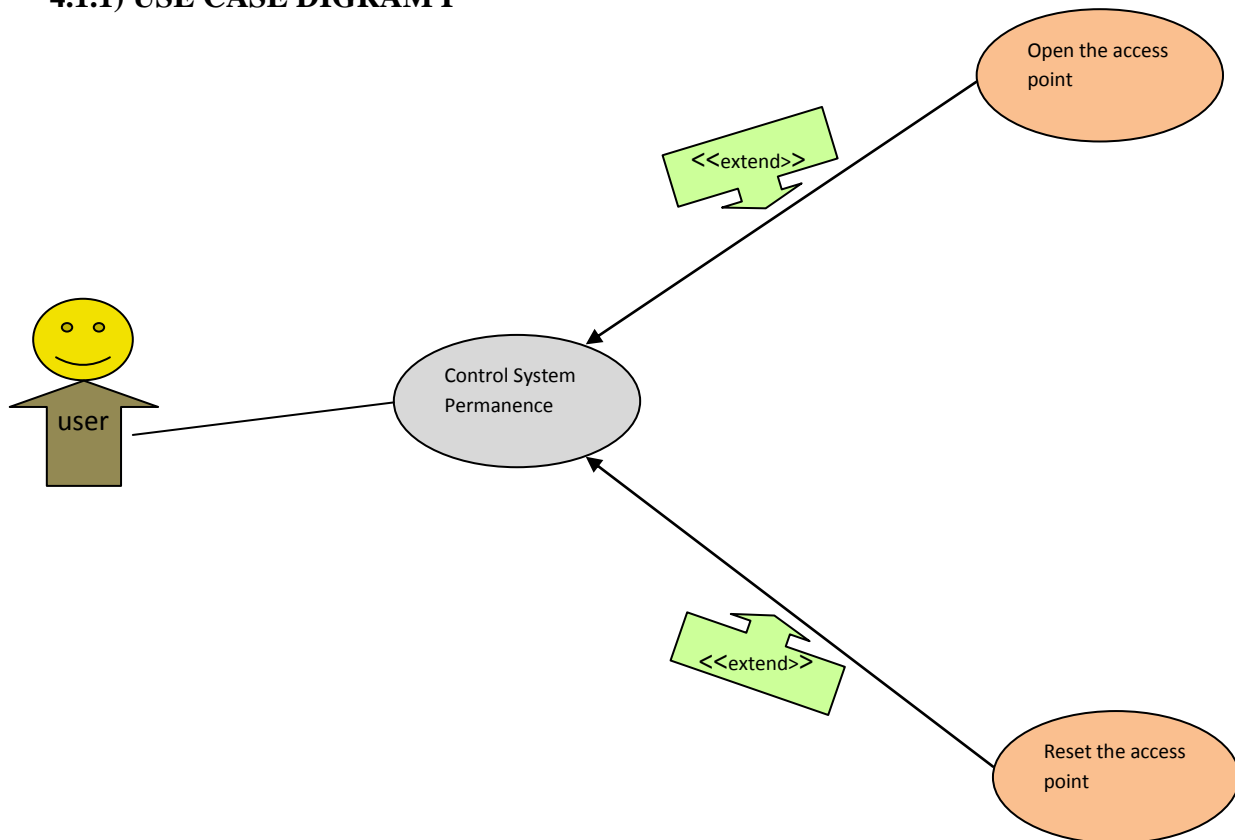 4.1.1) USE CASE DIGRAM I
Open the access
point
<<extend>>
Control System
Permanence
user
<<extend>>
Reset the access
point